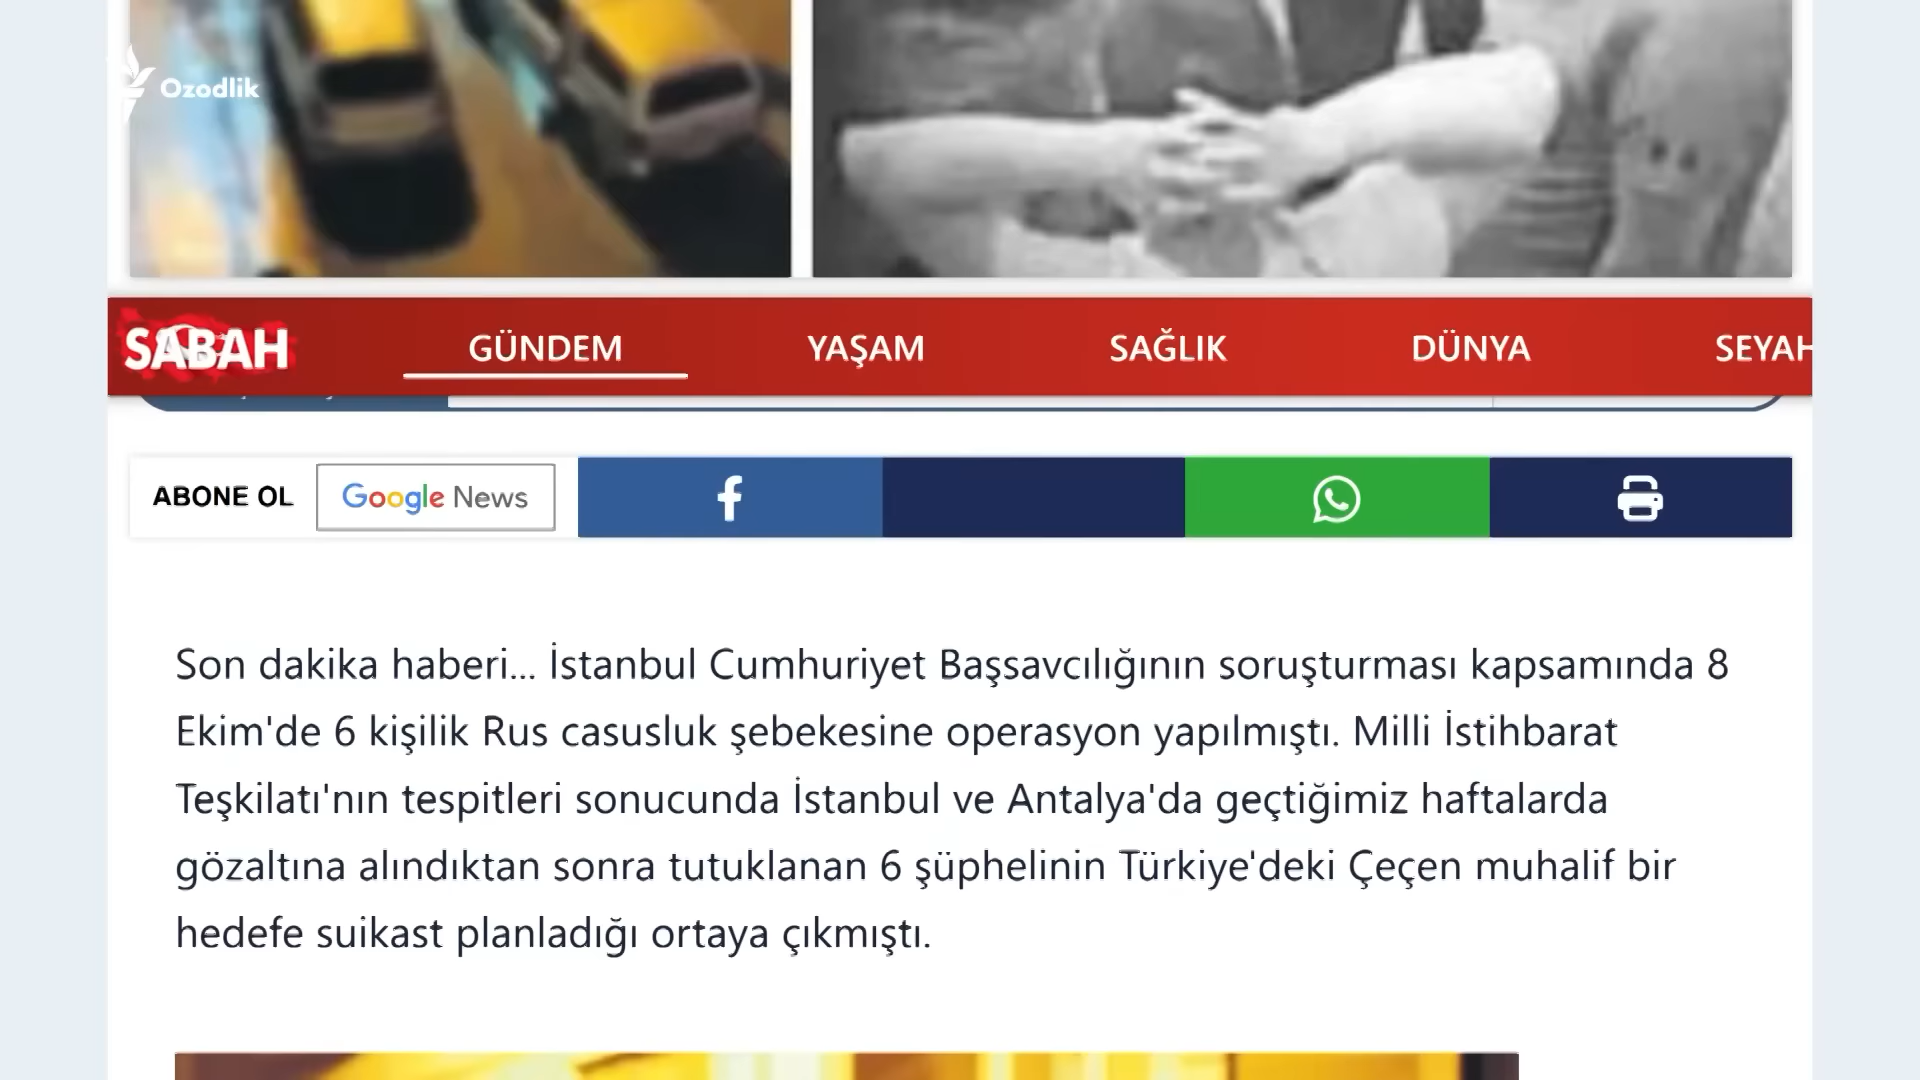 Ozodlik
SABAH GÜNDEM YAŞAM SAĞLIK DÜNYA SEYAH
ABONE OL Google News
Son dakika haberi... İstanbul Cumhuriyet Başsavcılığının soruşturması kapsamında 8
Ekim'de 6 kişilik Rus casusluk şebekesine operasyon yapılmıştı. Milli İstihbarat
Teşkilatı'nın tespitleri sonucunda İstanbul ve Antalya'da geçtiğimiz haftalarda
gözaltına alındıktan sonra tutuklanan 6 şüphelinin Türkiye'deki Çeçen muhalif bir
hedefe suikast planladığı ortaya çıkmıştı.